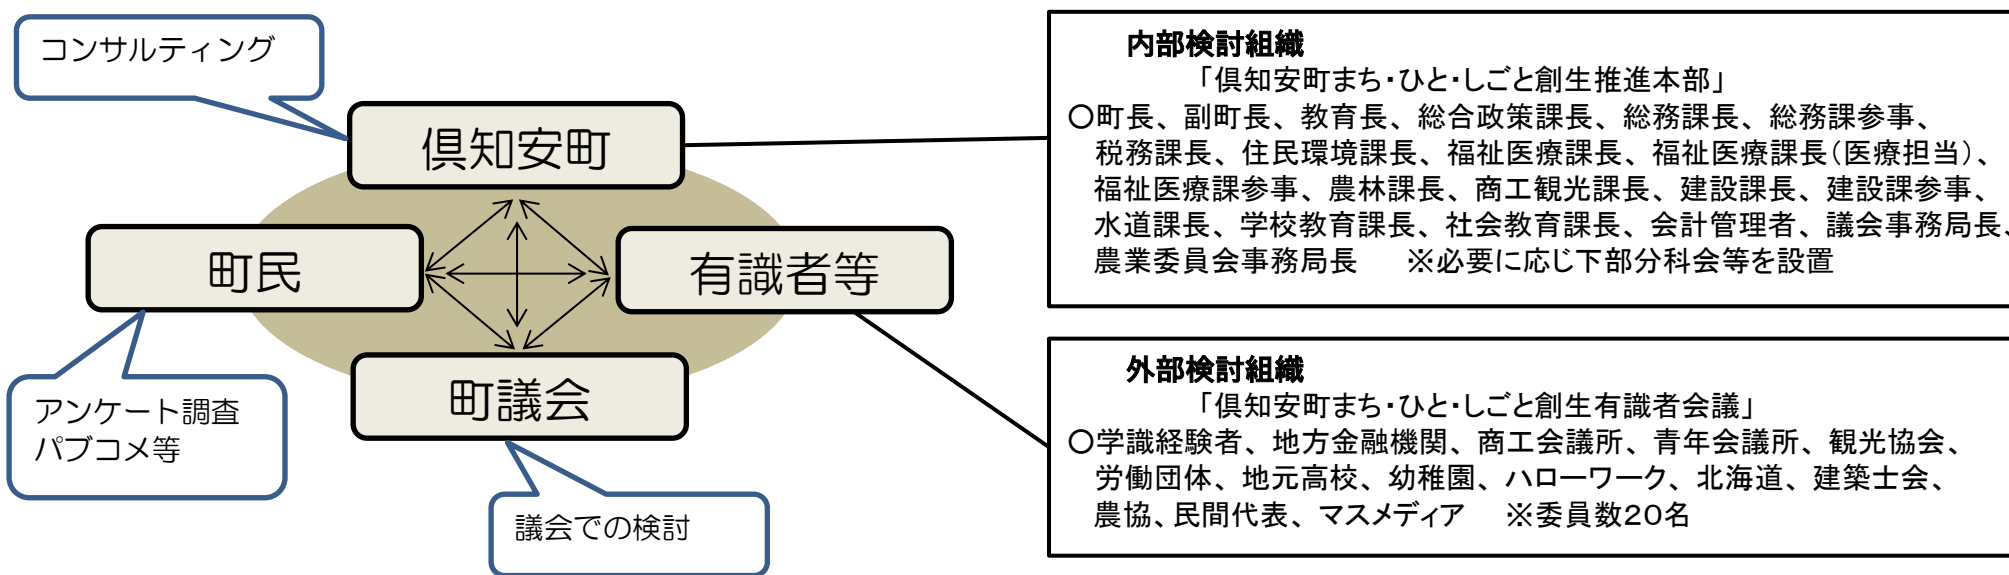 コンサルティング
倶知安町
町民
有識者等
町議会
アンケート調査
パブコメ等
議会での検討
内部検討組織
「倶知安町まち・ひと・しごと創生推進本部」
○町長、副町長、教育長、総合政策課長、総務課長、総務課参事、
税務課長、住民環境課長、福祉医療課長、福祉医療課長(医療担当)、
福祉医療課参事、農林課長、商工観光課長、建設課長、建設課参事、
水道課長、学校教育課長、社会教育課長、会計管理者、議会事務局長、
農業委員会事務局長 ※必要に応じ下部分科会等を設置
外部検討組織
「倶知安町まち・ひと・しごと創生有識者会議」
○学識経験者、地方金融機関、商工会議所、青年会議所、観光協会、
労働団体、地元高校、幼稚園、ハローワーク、北海道、建築士会、
農協、民間代表、マスメディア ※委員数20名